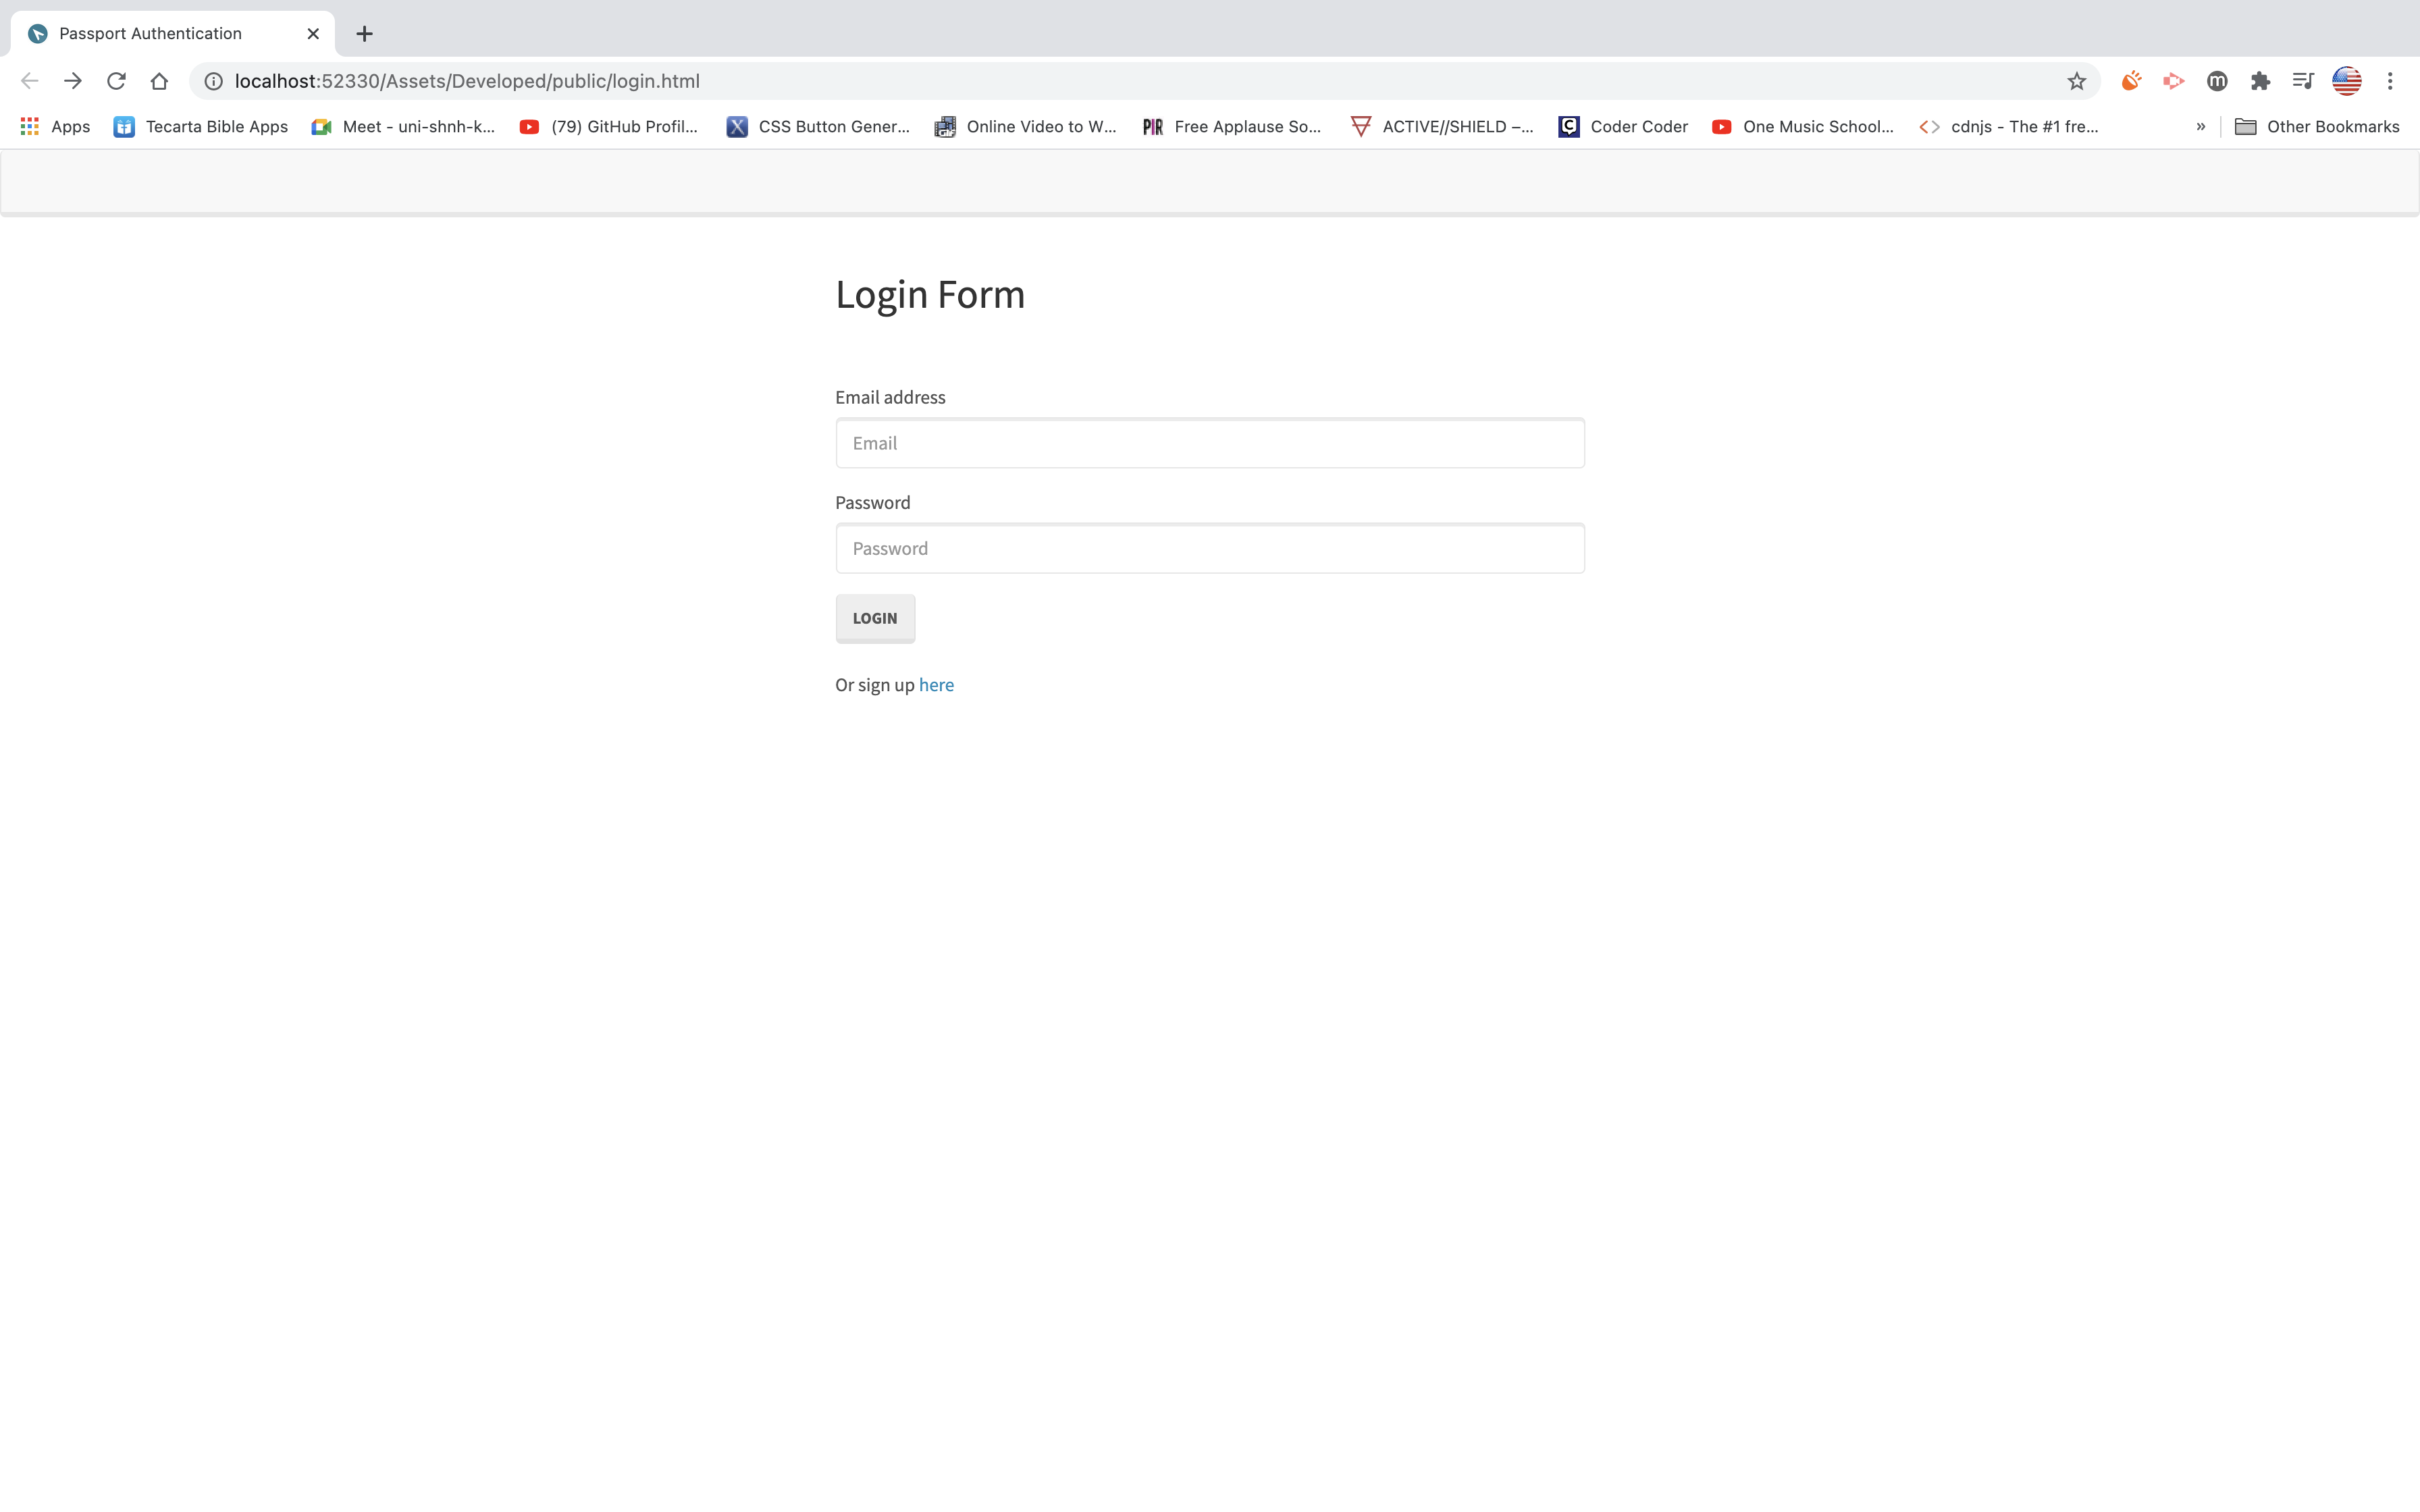 Passport Authentication
localhost:52330/Assets/Developed/public/login.html
Apps Tecarta Bible Apps Meet - uni-shnh-k... (79) GitHub Profil... X CSS Button Gener... GIF Online Video to W... PIR Free Applause So... ACTIVE//SHIELD –... C Coder Coder One Music School... <> cdnjs - The #1 fre... » Other Bookmarks
Login Form
Email address
Email
Password
Password
LOGIN
Or sign up here